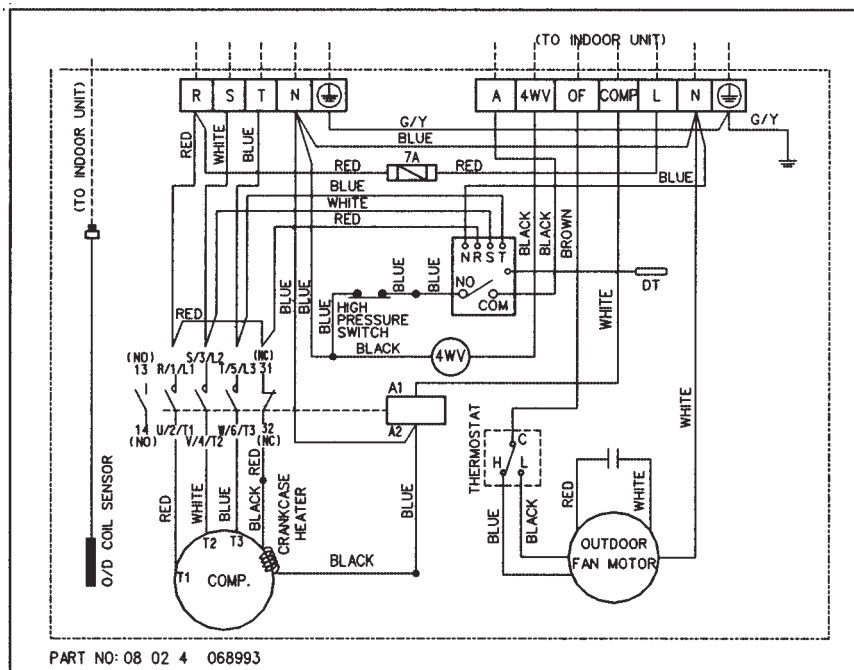 (TO INDOOR UNIT)
(TO INDOOR UNIT)
R S T N
A 4WV OF COMP L N
G/Y
G/Y
BLUE
RED
WHITE
BLUE
7A
RED
RED
BLUE
BLUE
WHITE
RED
BLACK
BLACK
BROWN
N R S T
NO
COM
DT
BLUE
BLUE
BLUE
BLUE
BLUE
HIGH
PRESSURE
SWITCH
WHITE
RED
BLACK
4WV
(NO)
13
R/1/L1
S/3/L2
T/5/L3
(NC)
31
A1
A2
14
(NO)
U/2/T1
V/4/T2
W/6/T3
32
(NC)
RED
WHITE
THERMOSTAT
C
H
L
RED
WHITE
BLUE
BLACK
RED
WHITE
BLUE
BLACK
CRANKCASE
HEATER
BLUE
BLACK
T1
T2
T3
COMP.
OUTDOOR
FAN MOTOR
O/D COIL SENSOR
PART NO: 08 02 4 068993